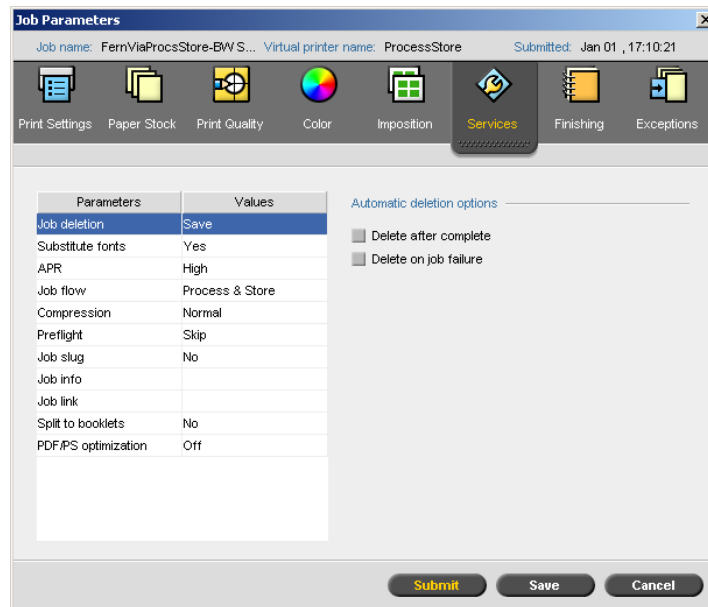 Job Parameters
Job name: FernViaProcsStore-BW S... Virtual printer name: ProcessStore Submitted: Jan 01 , 17:10:21
Print Settings Paper Stock Print Quality Color Imposition Services Finishing Exceptions
Parameters Values
Automatic deletion options
Job deletion Save
Delete after complete
Substitute fonts Yes
Delete on job failure
APR High
Job flow Process & Store
Compression Normal
Preflight Skip
Job slug No
Job info
Job link
Split to booklets No
PDF/PS optimization Off
Submit Save Cancel